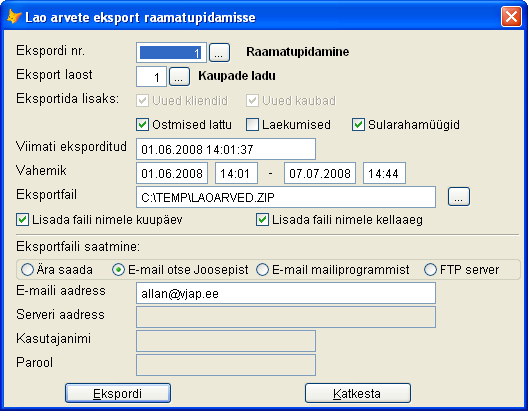 Lao arvete eksport raamatupidamisse
Ekspordi nr. 1 ... Raamatupidamine
Eksport laost 1 ... Kaupade ladu
Eksportida lisaks: Uued kliendid Uued kaubad
Ostmised lattu Laekumised Sularahamüügid
Viimati eksporditud 01.06.2008 14:01:37
Vahemik 01.06.2008 14:01 - 07.07.2008 14:44
Eksportfail C:\TEMP\LAOARVED.ZIP ...
Lisada faili nimele kuupäev Lisada faili nimele kellaaeg
Eksportfaili saatmine:
Ära saada E-mail otse Joosepist E-mail mailiprogrammist FTP server
E-maili aadress allan@vjap.ee
Serveri aadress
Kasutajanimi
Parool
Ekspordi Katkesta